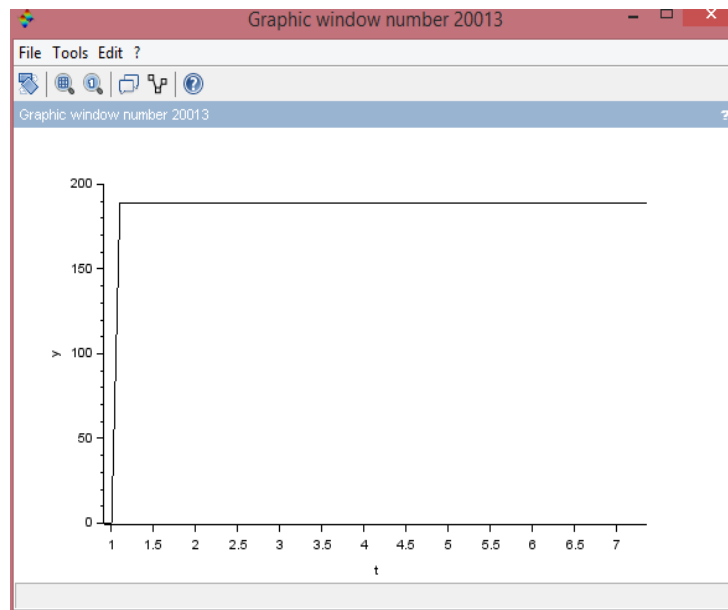 Graphic window number 20013
File Tools Edit ?
Graphic window number 20013 ?
200
150
y 100
50
0
1 1.5 2 2.5 3 3.5 4 4.5 5 5.5 6 6.5 7
t